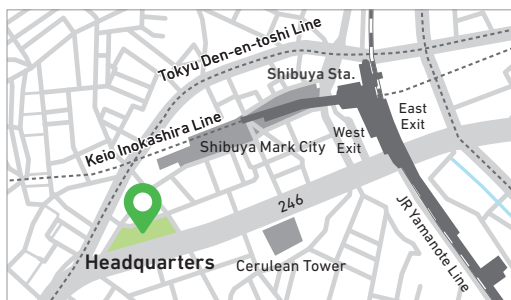 Tokyu Den-en-toshi Line
Shibuya Sta.
Keio Inokashira Line
East
Exit
West
Exit
Shibuya Mark City
246
JR Yamanote Line
Headquarters
Cerulean Tower